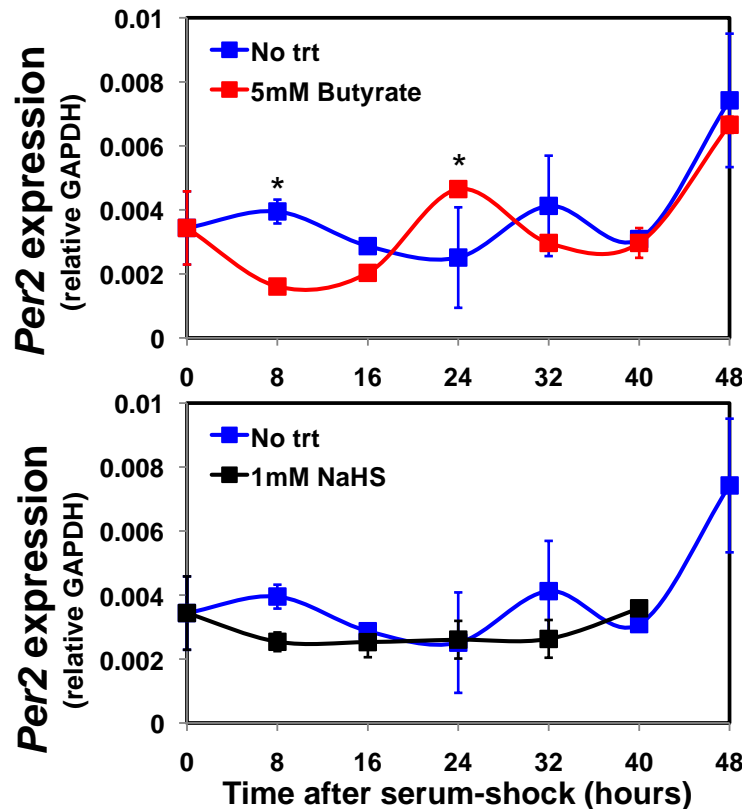 Per2 expression
(relative GAPDH)
0.01
0.008
0.006
0.004
0.002
0
No trt
5mM Butyrate
*
*
0 8 16 24 32 40 48
Per2 expression
(relative GAPDH)
0.01
0.008
0.006
0.004
0.002
0
No trt
1mM NaHS
0 8 16 24 32 40 48
Time after serum-shock (hours)